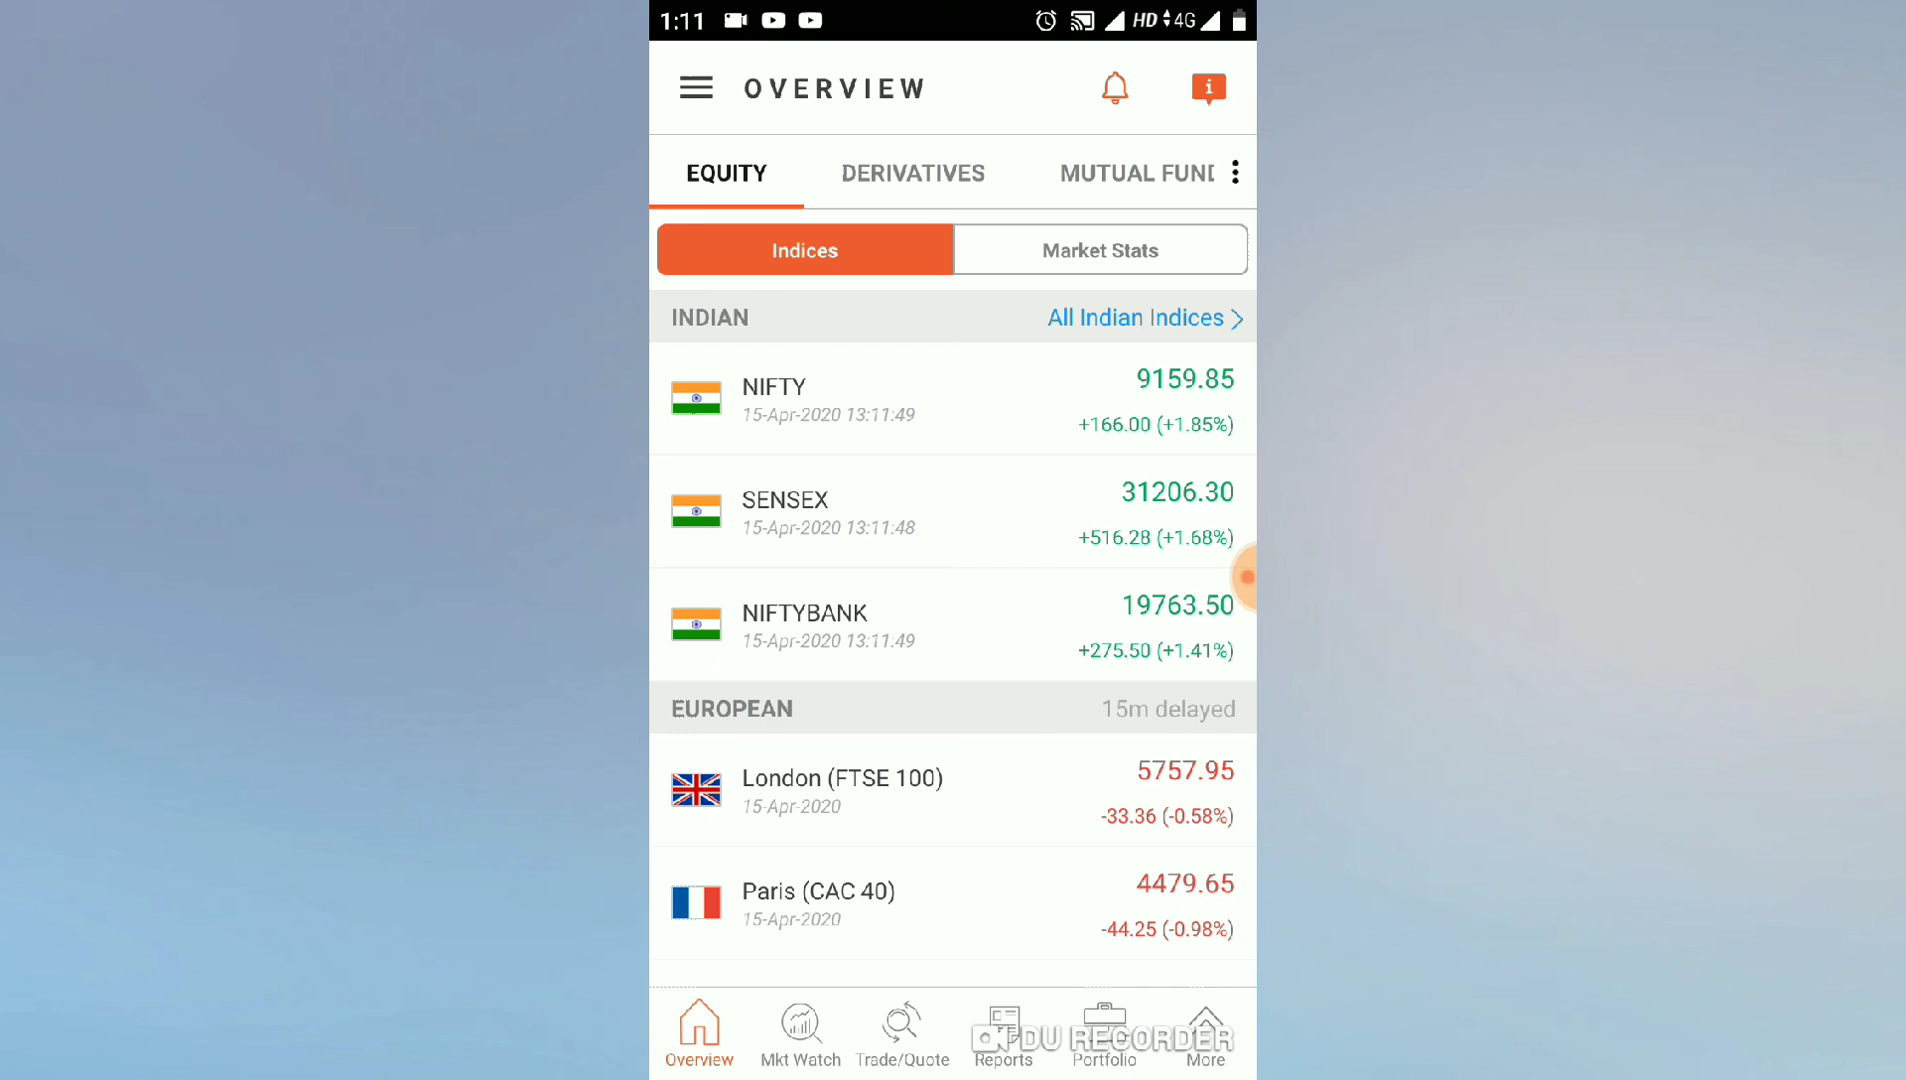 1:11 HD 4G
OVERVIEW
EQUITY DERIVATIVES MUTUAL FUND
Indices Market Stats
INDIAN All Indian Indices >
NIFTY 9159.85
15-Apr-2020 13:11:49 +166.00 (+1.85%)
SENSEX 31206.30
15-Apr-2020 13:11:48 +516.28 (+1.68%)
NIFTYBANK 19763.50
15-Apr-2020 13:11:49 +275.50 (+1.41%)
EUROPEAN 15m delayed
London (FTSE 100) 5757.95
15-Apr-2020 -33.36 (-0.58%)
Paris (CAC 40) 4479.65
15-Apr-2020 -44.25 (-0.98%)
DU RECORDER
Overview Mkt Watch Trade/Quote Reports Portfolio More